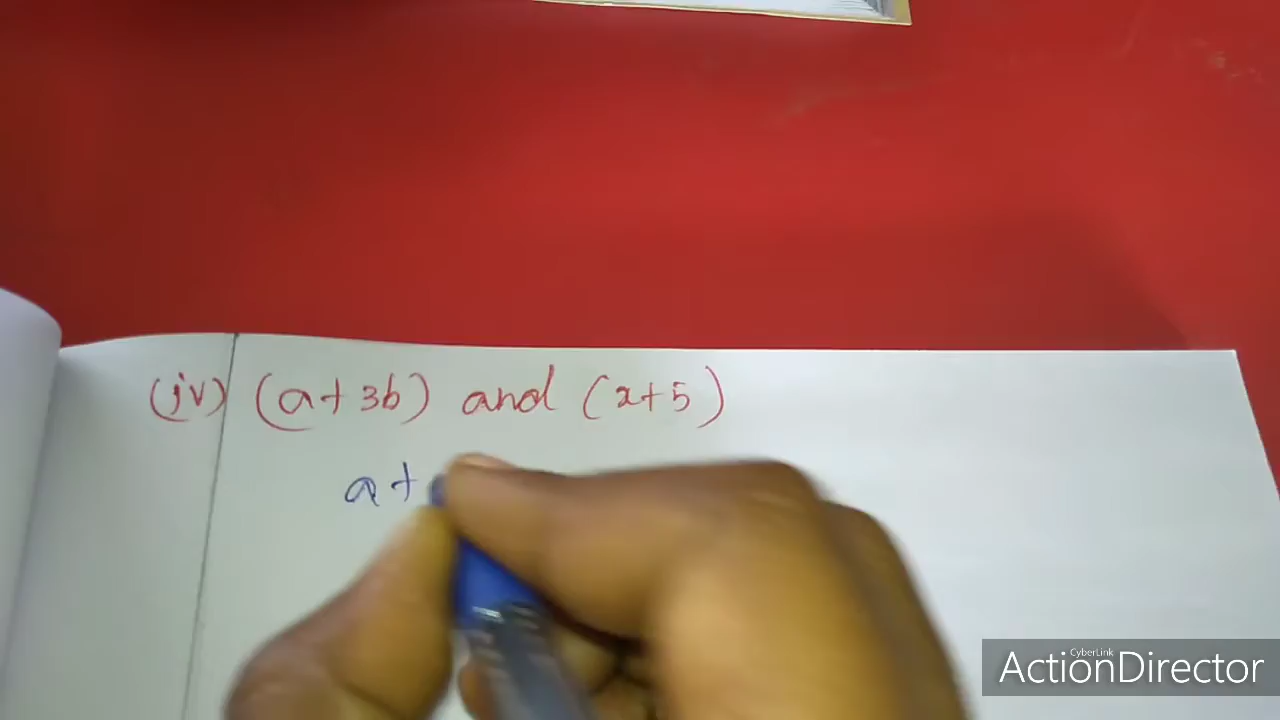 (iv) (a+3b) and (x+5)
a+
CyberLink
ActionDirector